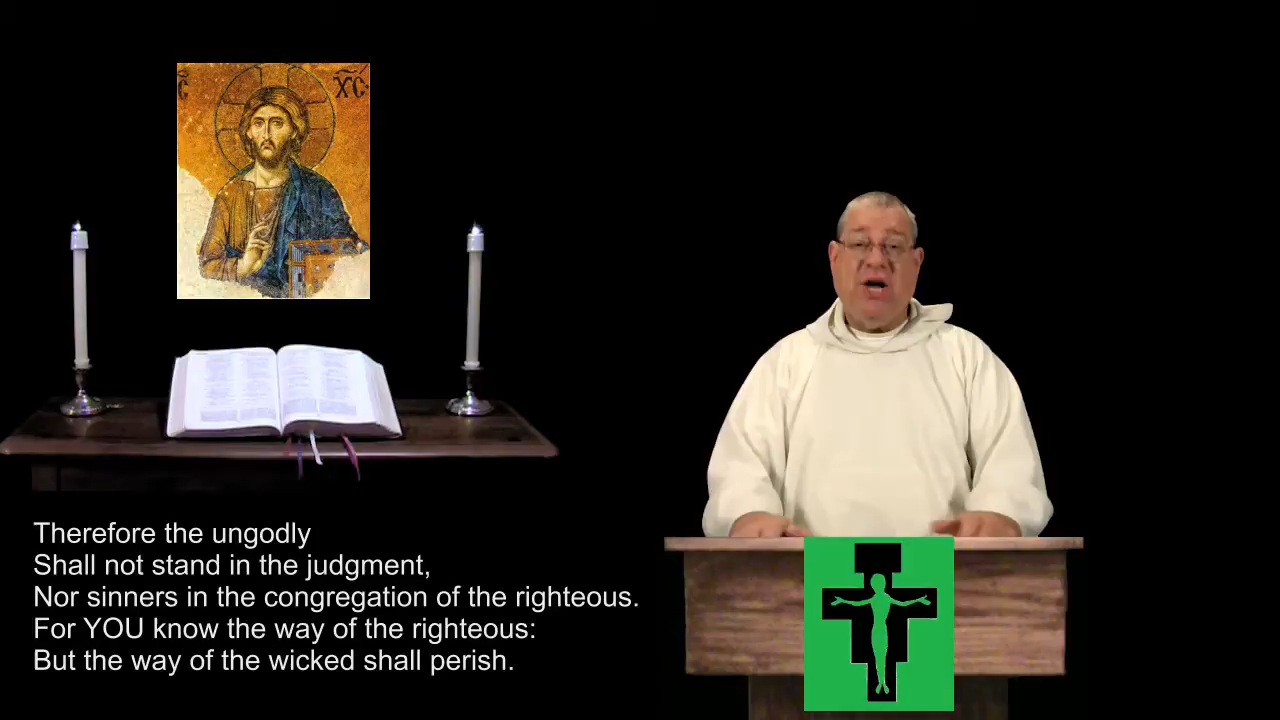 XC
Therefore the ungodly
Shall not stand in the judgment,
Nor sinners in the congregation of the righteous.
For YOU know the way of the righteous:
But the way of the wicked shall perish.